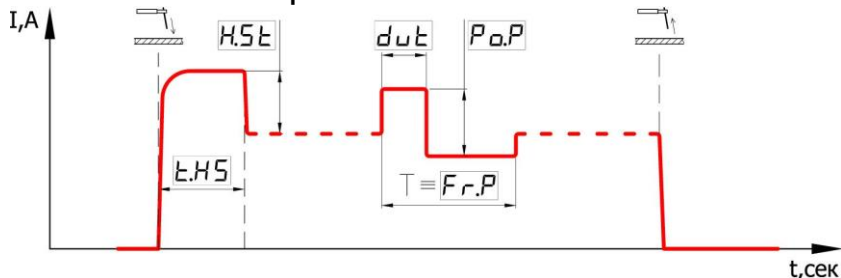 I,A
H.St
dut
Po.P
t.HS
T ≡ Fr.P
t,сек